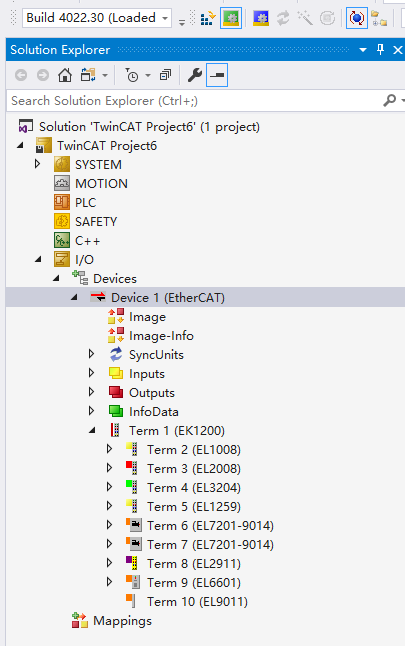 Build 4022.30 (Loaded
Solution Explorer
Search Solution Explorer (Ctrl+;)
Solution 'TwinCAT Project6' (1 project)
TwinCAT Project6
SYSTEM
MOTION
PLC
SAFETY
C++
I/O
Devices
Device 1 (EtherCAT)
Image
Image-Info
SyncUnits
Inputs
Outputs
InfoData
Term 1 (EK1200)
Term 2 (EL1008)
Term 3 (EL2008)
Term 4 (EL3204)
Term 5 (EL1259)
Term 6 (EL7201-9014)
Term 7 (EL7201-9014)
Term 8 (EL2911)
Term 9 (EL6601)
Term 10 (EL9011)
Mappings